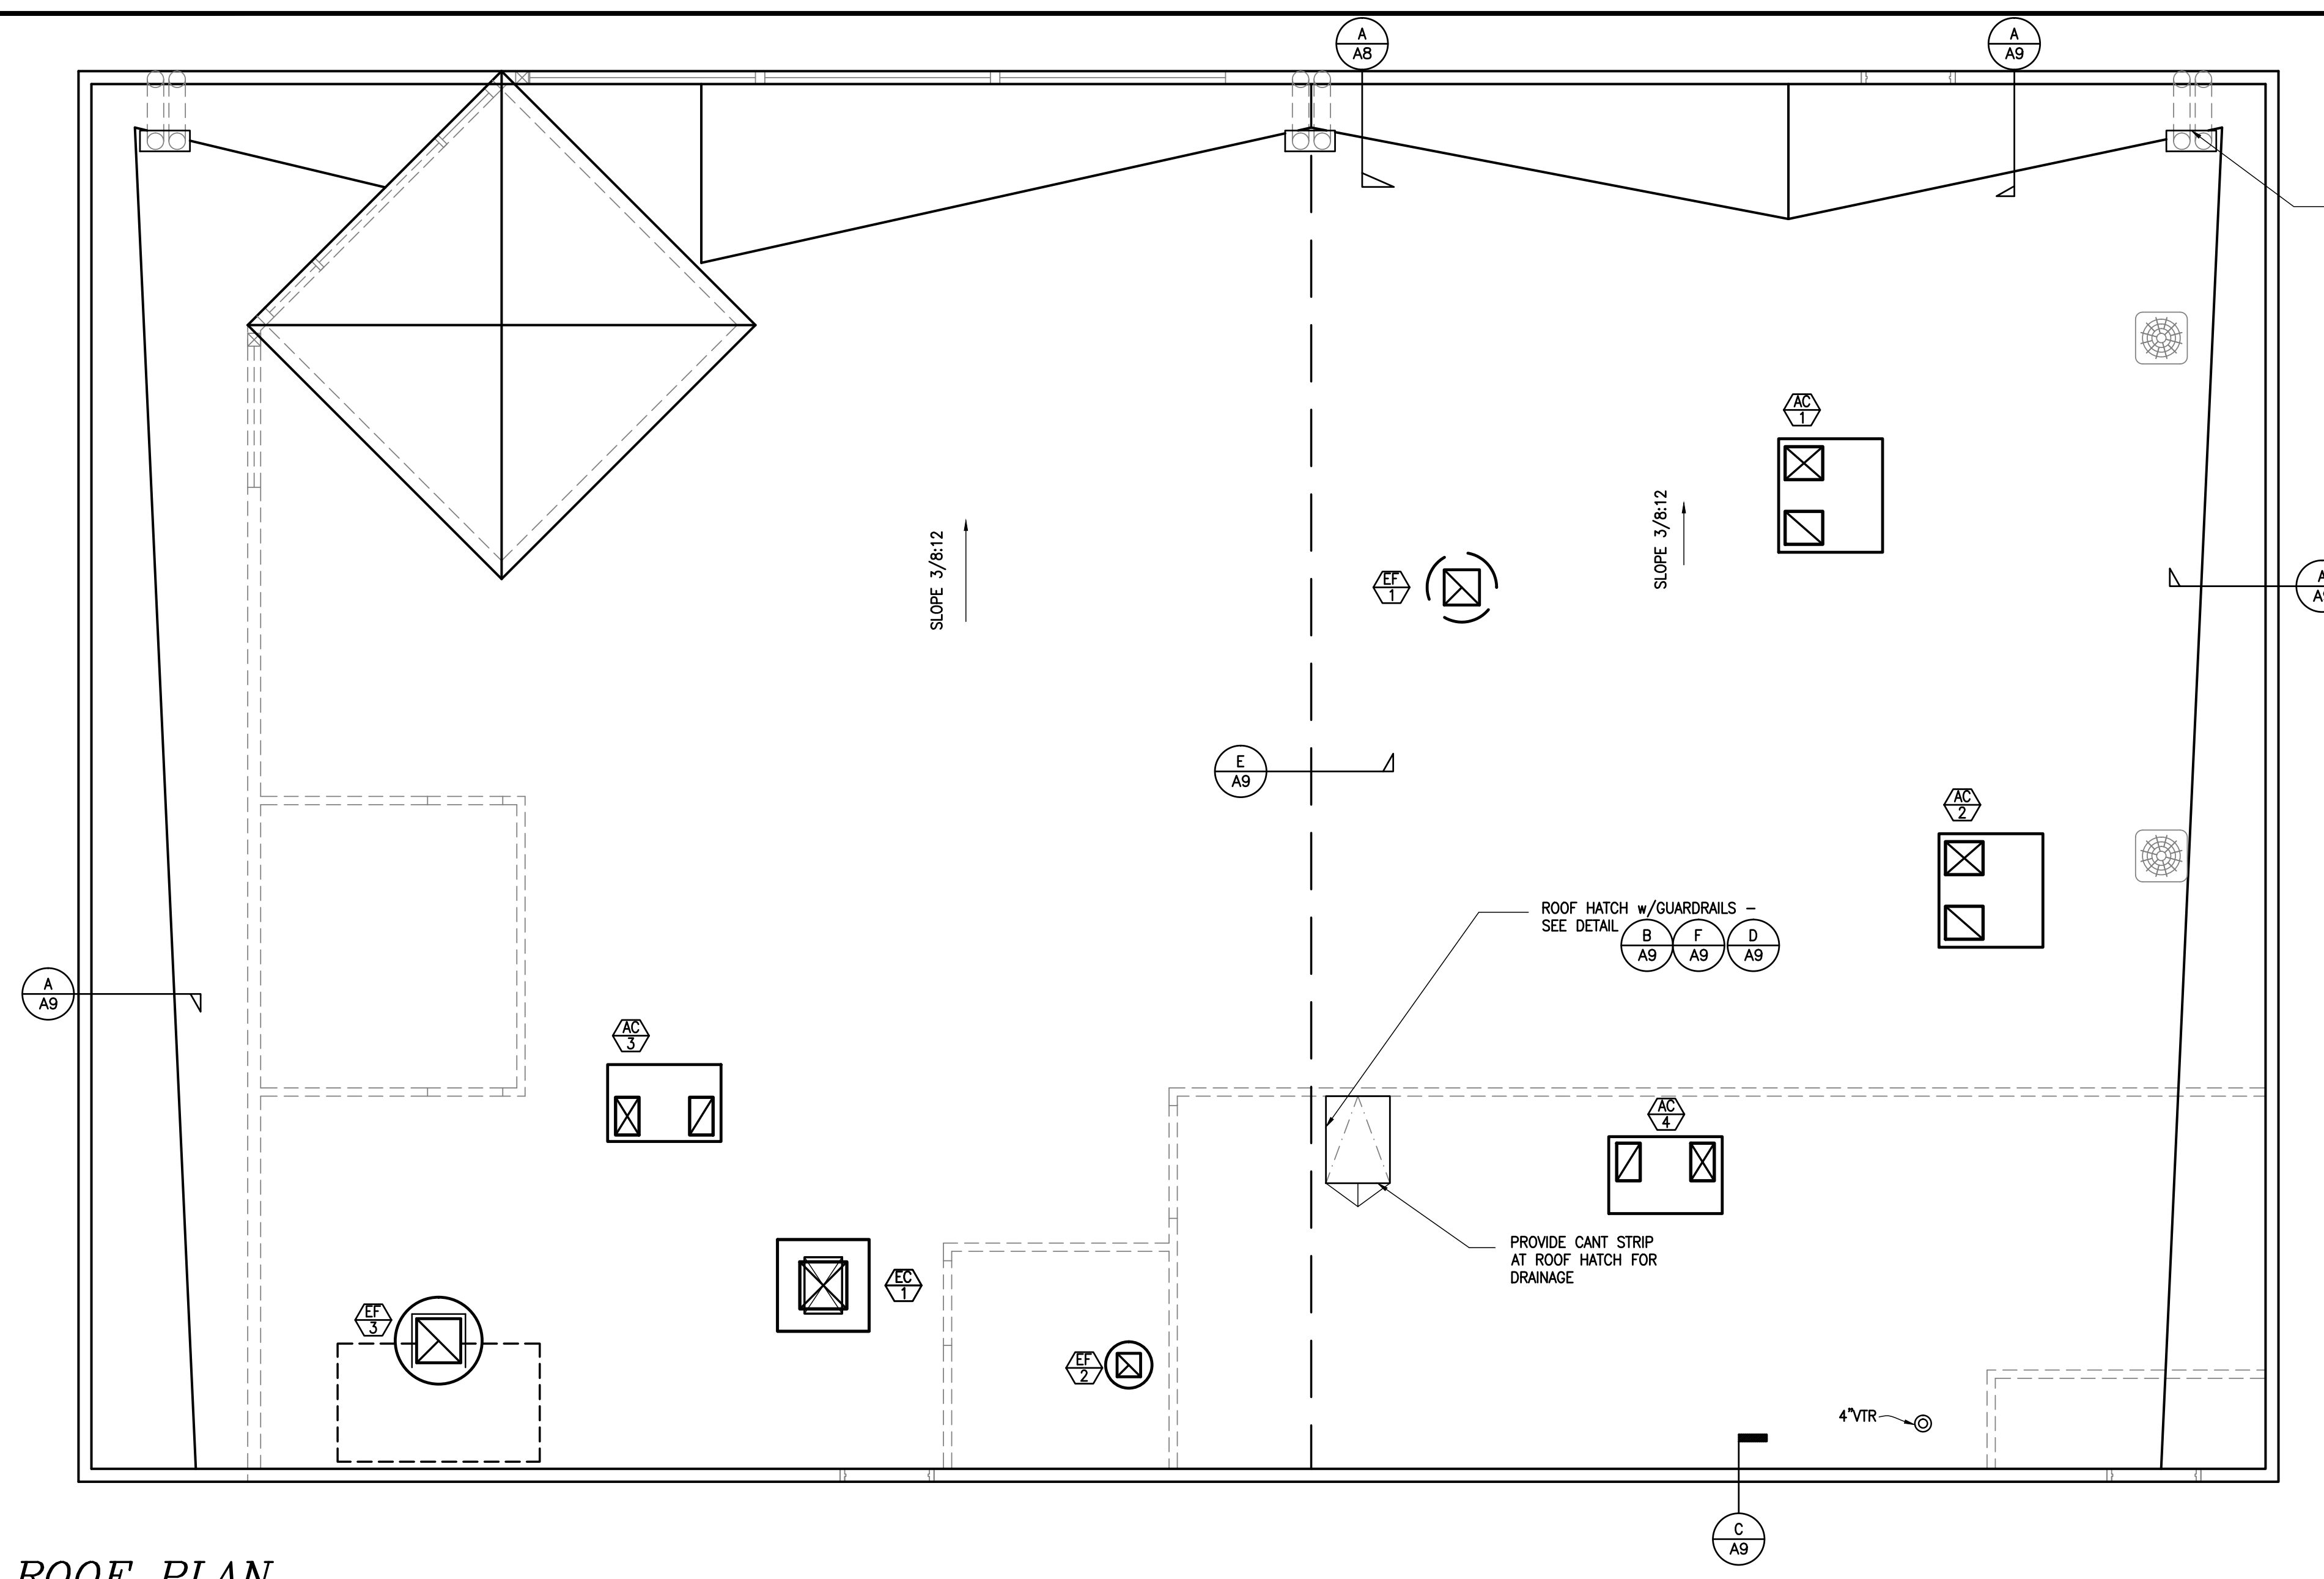 A
A8
A
A9
AC
1
SLOPE 3/8:12
SLOPE 3/8:12
EF
1
A
E
A9
AC
2
ROOF HATCH w/GUARDRAILS –
SEE DETAIL
B
A9
F
A9
D
A9
A
A9
AC
3
AC
4
PROVIDE CANT STRIP
AT ROOF HATCH FOR
DRAINAGE
EC
1
EF
3
EF
2
4"VTR
C
A9
ROOF PLAN